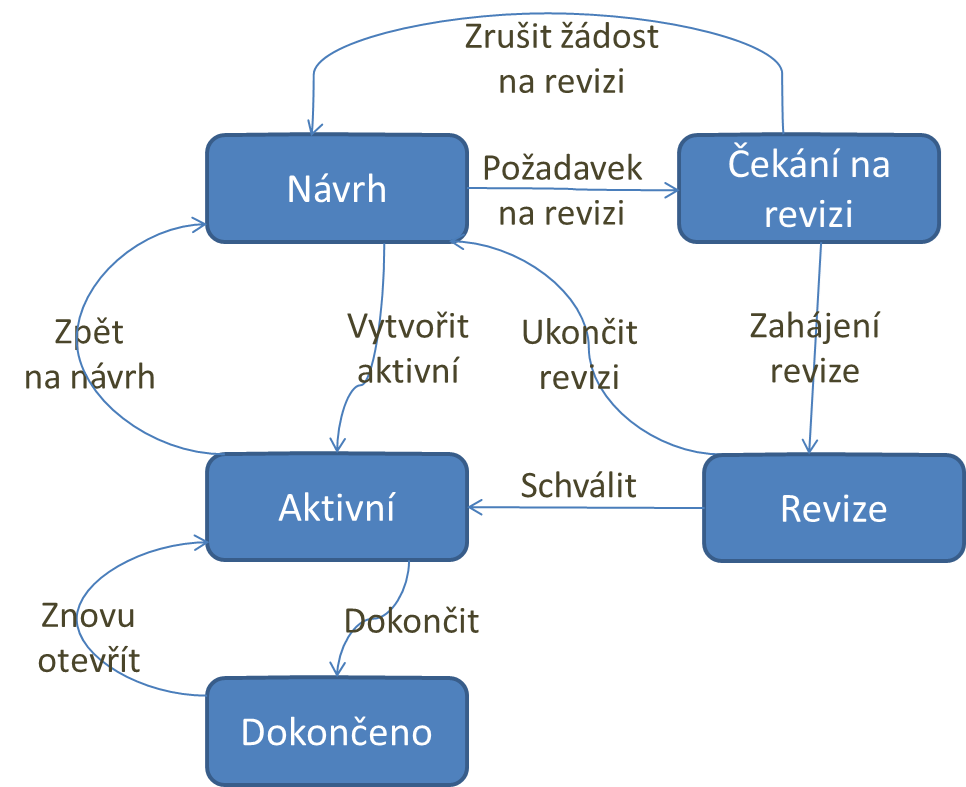 Zrušit žádost
na revizi
Návrh
Požadavek
na revizi
Čekání na
revizi
Zpět
na návrh
Vytvořit
aktivní
Ukončit
revizi
Zahájení
revize
Aktivní
Schválit
Revize
Znovu
otevřít
Dokončit
Dokončeno